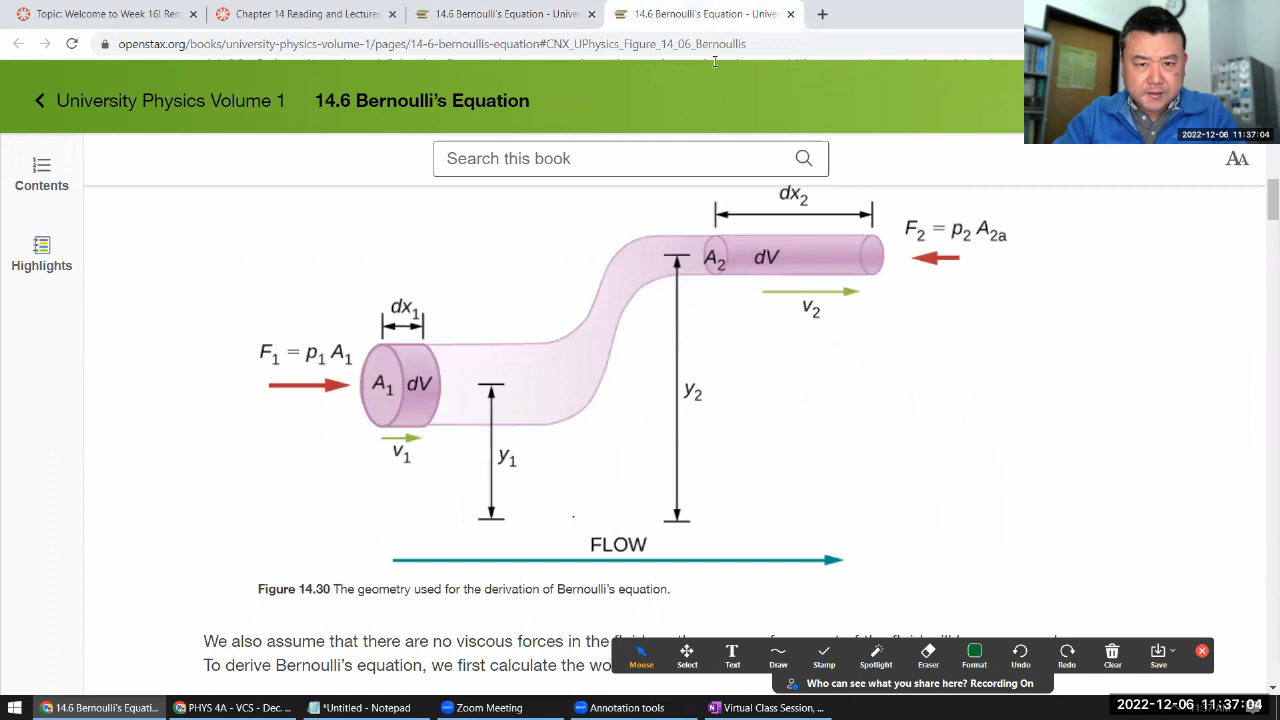 Topic: Welcome to Week 16! Rem
Chapter 14 Reading and Lecture
14.6 Bernoulli's Equation - Unive
14.6 Bernoulli's Equation - Unive
openstax.org/books/university-physics-volume-1/pages/14-6-bernoullis-equation#CNX_UPhysics_Figure_14_06_Bernoullis
2022-12-06 11:37:04
University Physics Volume 1
14.6 Bernoulli's Equation
Search this book
AA
Contents
Highlights
dx₂
F₂ = p₂ A₂ₐ
A₂
dV
v₂
dx₁
F₁ = p₁ A₁
A₁
dV
v₁
y₁
y₂
FLOW
Figure 14.30 The geometry used for the derivation of Bernoulli's equation.
We also assume that there are no viscous forces in the
To derive Bernoulli's equation, we first calculate the wo
Mouse
Select
Text
Draw
Stamp
Spotlight
Eraser
Format
Undo
Redo
Clear
Save
Who can see what you share here? Recording On
14.6 Bernoulli's Equati...
PHYS 4A - VCS - Dec ...
*Untitled - Notepad
Zoom Meeting
Annotation tools
Virtual Class Session, ...
2022-12-06 11:37:04